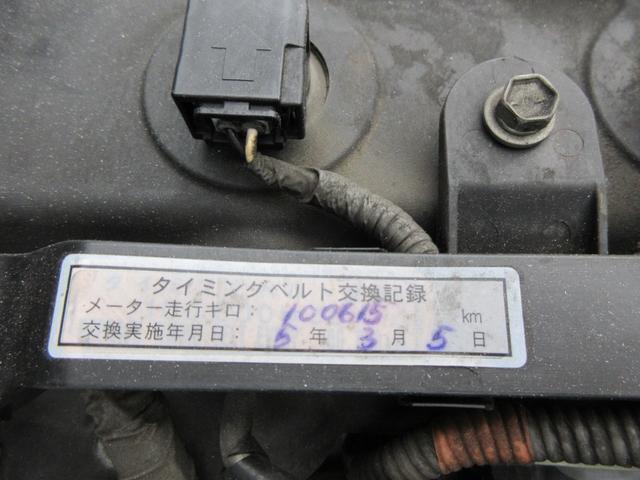 タイミングベルト交換記録
メーター走行キロ: 100615 km
交換実施年月日: 5 年 3 月 5 日